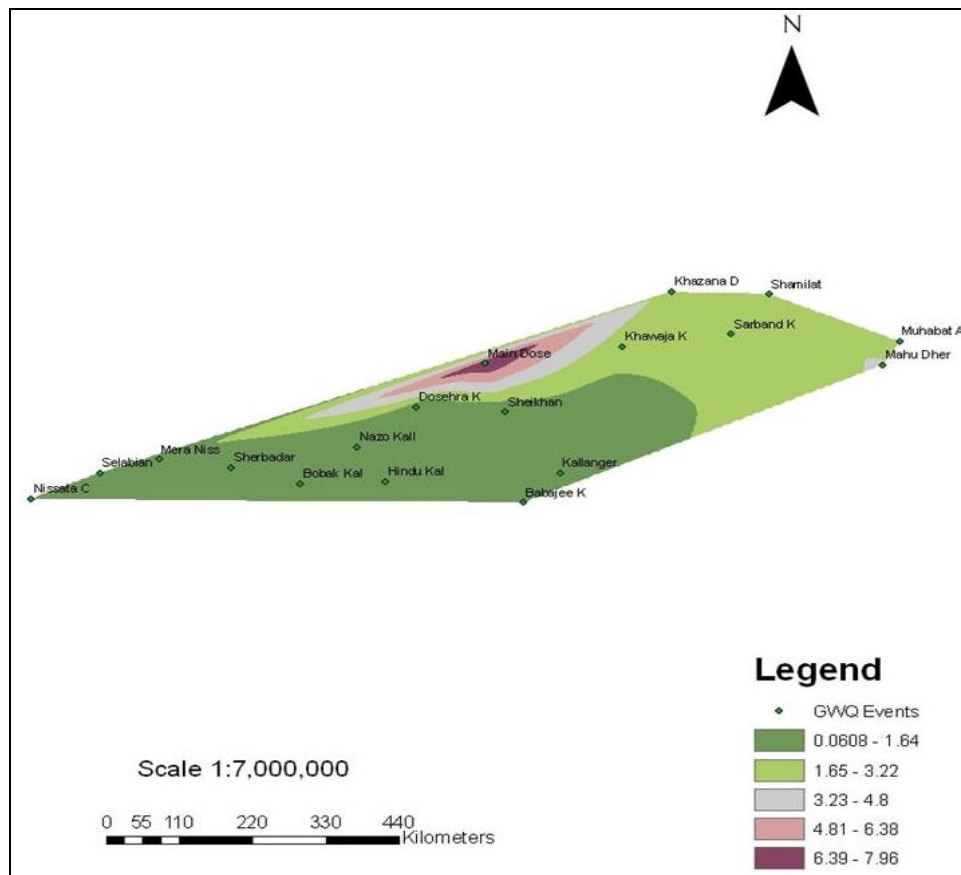 N
Khazana D
Shamilat
Sarband K
Muhabat A
Khawaja K
Mahu Dher
Main Dose
Dosehra K
Sheikhan
Nazo Kall
Mera Niss
Selabian
Sherbadar
Bobak Kal
Hindu Kal
Kallanger
Nissata C
Babajee K
Legend
GWQ Events
0.0608 - 1.64
1.65 - 3.22
3.23 - 4.8
4.81 - 6.38
6.39 - 7.96
Scale 1:7,000,000
0 55 110 220 330 440
Kilometers